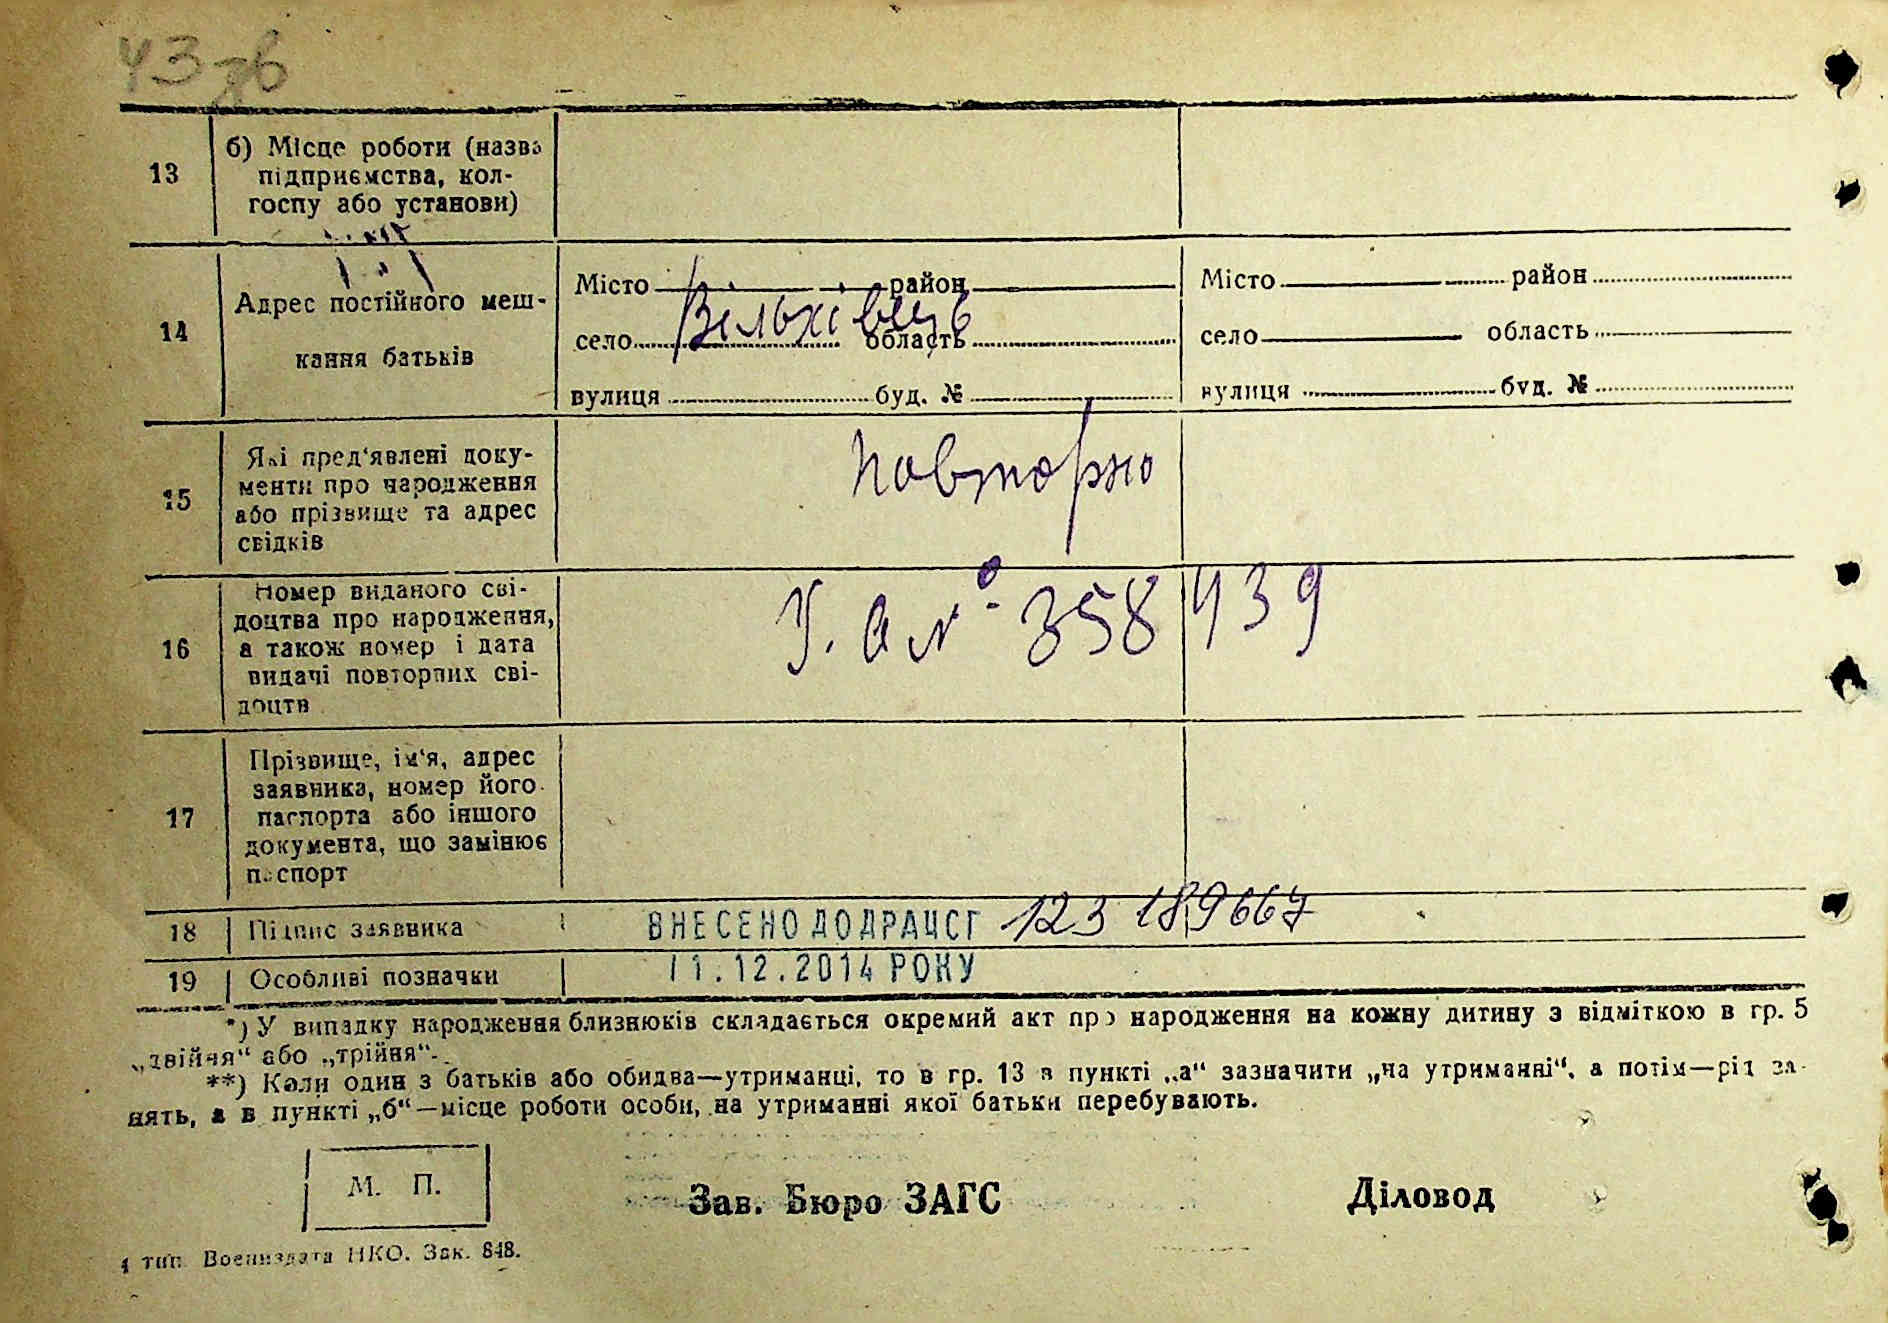 43 зв
13
б) Місце роботи (назва
підприємства, кол-
госпу або установи)
14
Адрес постійного меш-
кання батьків
Місто район
село Вільхівець область
вулиця буд. №
Місто район
село область
вулиця буд. №
15
Які пред'явлені доку-
менти про народження
або прізвище та адрес
свідків
повторно
16
Номер виданого сві-
доцтва про народження,
а також номер і дата
видачі повторних сві-
доцтв
У. а № 358439
17
Прізвище, ім'я, адрес
заявника, номер його
паспорта або іншого
документа, що замінює
паспорт
18
Підпис заявника
ВНЕСЕНО ДО ДРАЦСГ 123 189667
19
Особливі позначки
11.12.2014 РОКУ
*) У випадку народження близнюків складається окремий акт про народження на кожну дитину з відміткою в гр. 5
„двійня“ або „трійня“.
**) Коли один з батьків або обидва—утриманці, то в гр. 13 в пункті „а“ зазначити „на утриманні“, а потім—рід за-
нять, а в пункті „б“—місце роботи особи, на утриманні якої батьки перебувають.
М. П.
Зав. Бюро ЗАГС
Діловод
1 тип. Воениздата НКО. Зак. 848.